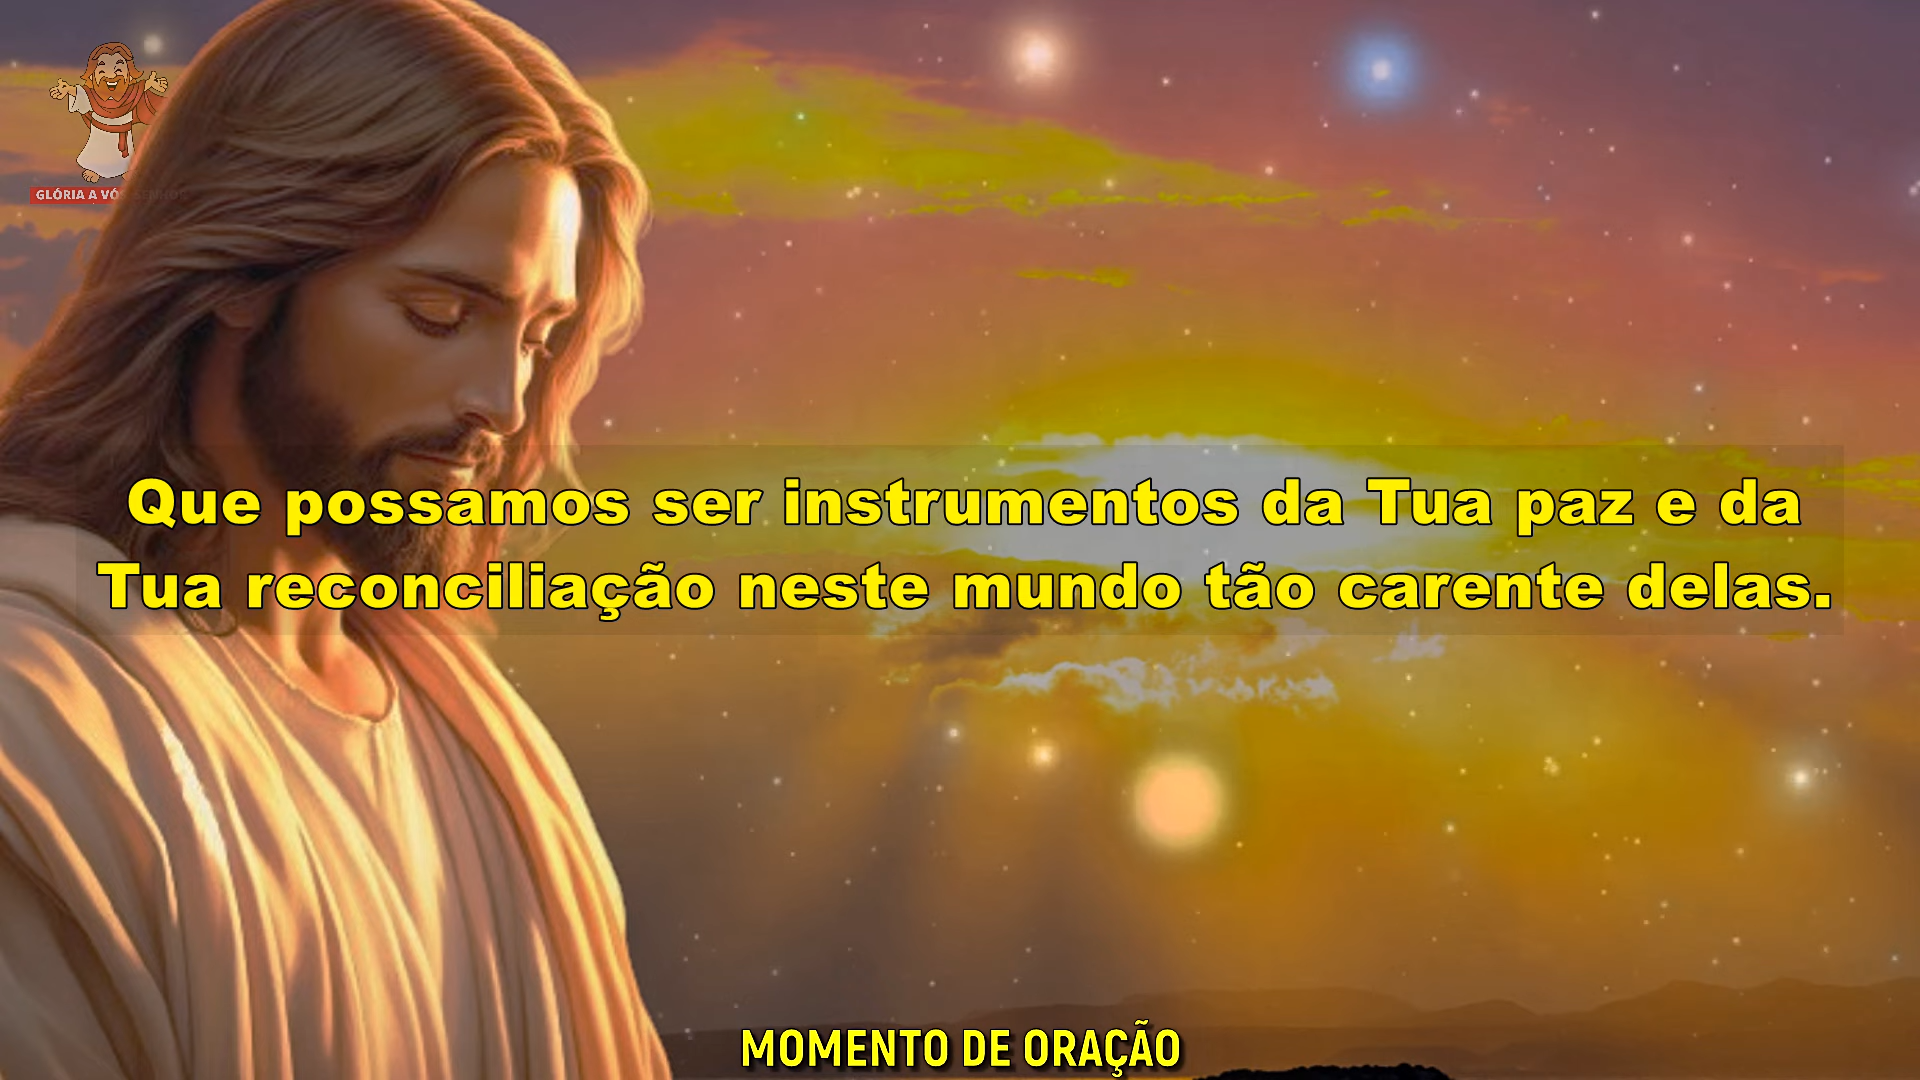 GLÓRIA A VÓS SENHOR
Que possamos ser instrumentos da Tua paz e da
Tua reconciliação neste mundo tão carente delas.
MOMENTO DE ORAÇÃO